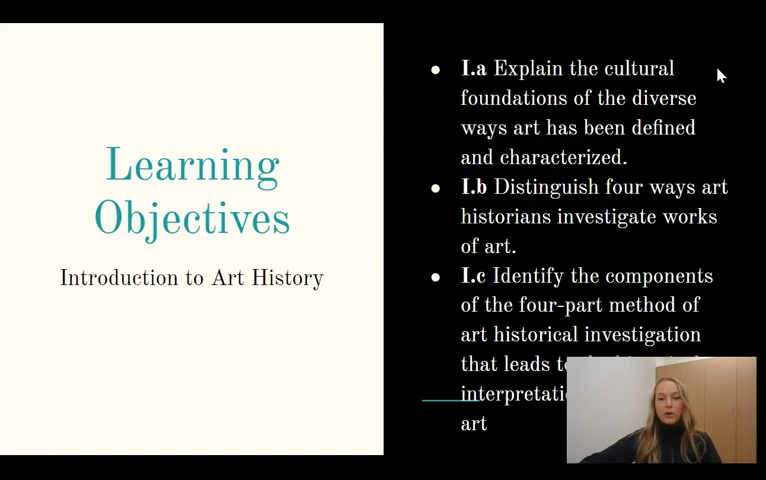 Learning
Objectives
Introduction to Art History
I.a Explain the cultural
foundations of the diverse
ways art has been defined
and characterized.
I.b Distinguish four ways art
historians investigate works
of art.
I.c Identify the components
of the four-part method of
art historical investigation
that leads
art